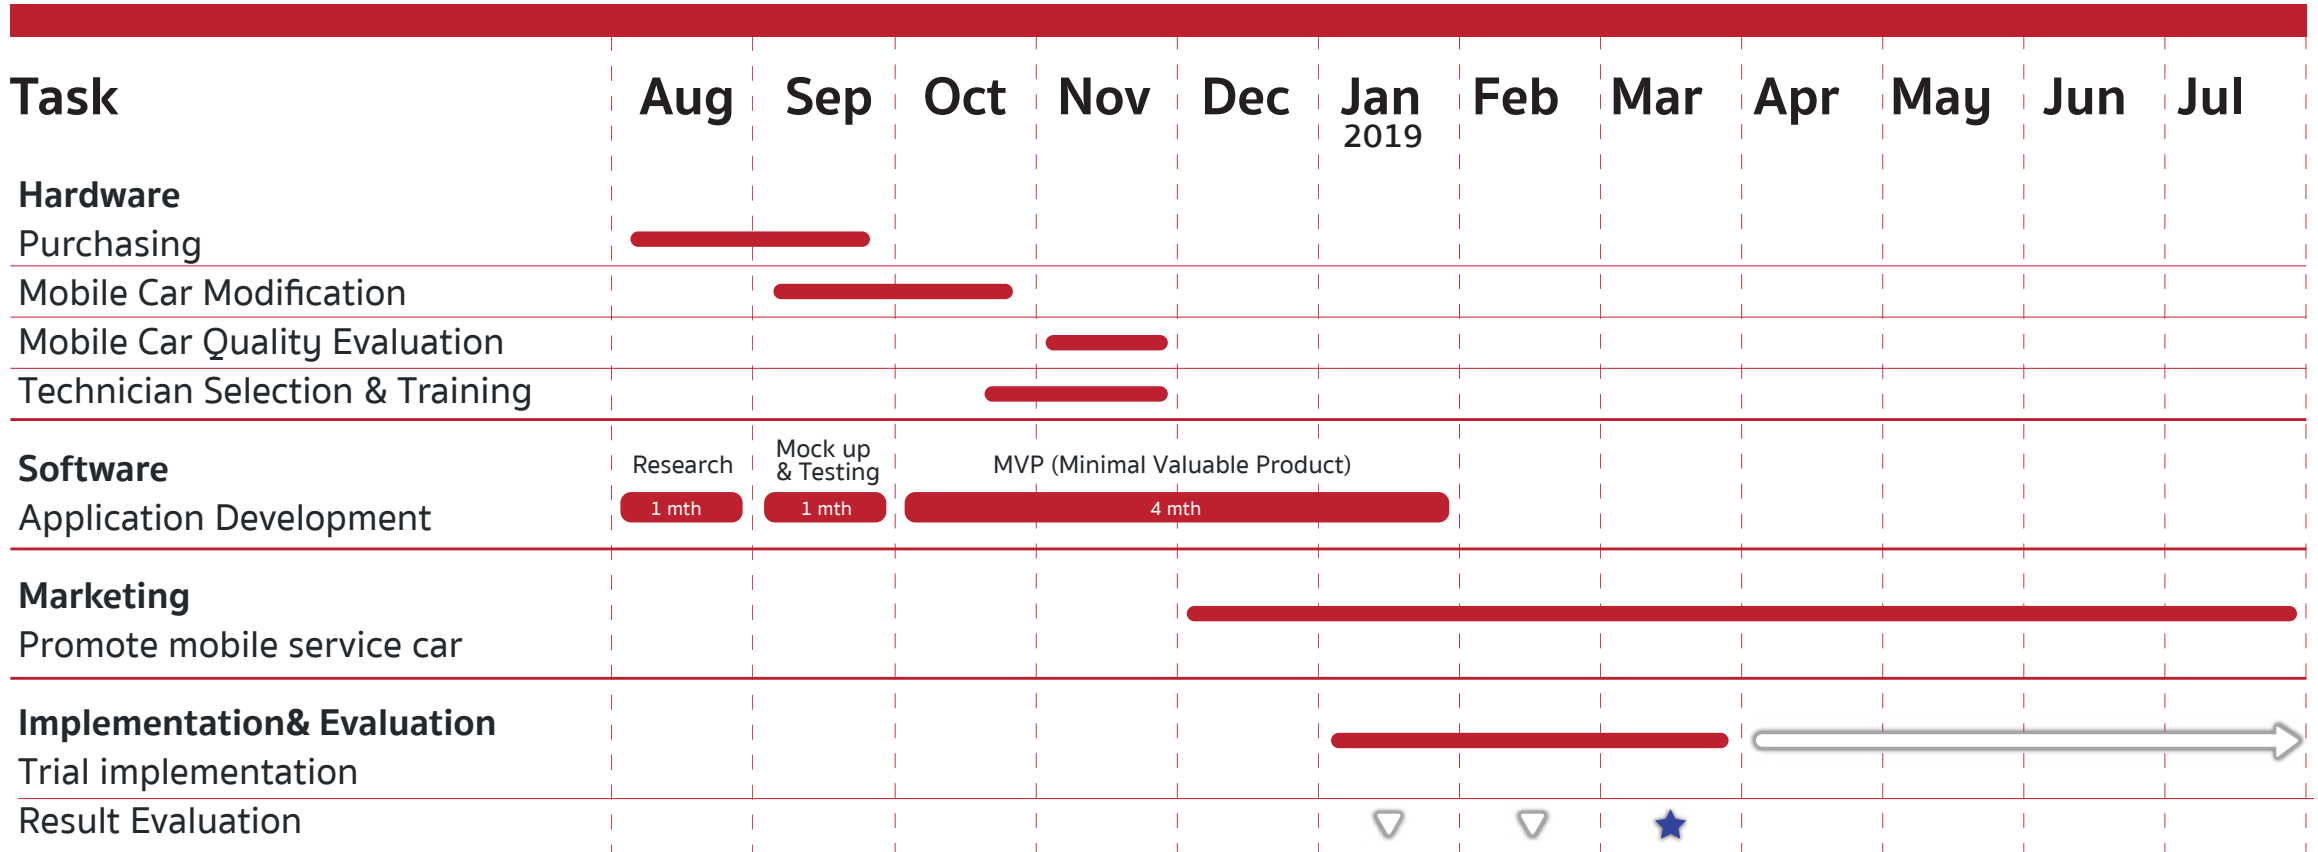 Task Aug Sep Oct Nov Dec Jan Feb Mar Apr May Jun Jul
2019
Hardware
Purchasing
Mobile Car Modification
Mobile Car Quality Evaluation
Technician Selection & Training
Software
Research
Mock up
& Testing
MVP (Minimal Valuable Product)
Application Development
1 mth
1 mth
4 mth
Marketing
Promote mobile service car
Implementation& Evaluation
Trial implementation
Result Evaluation